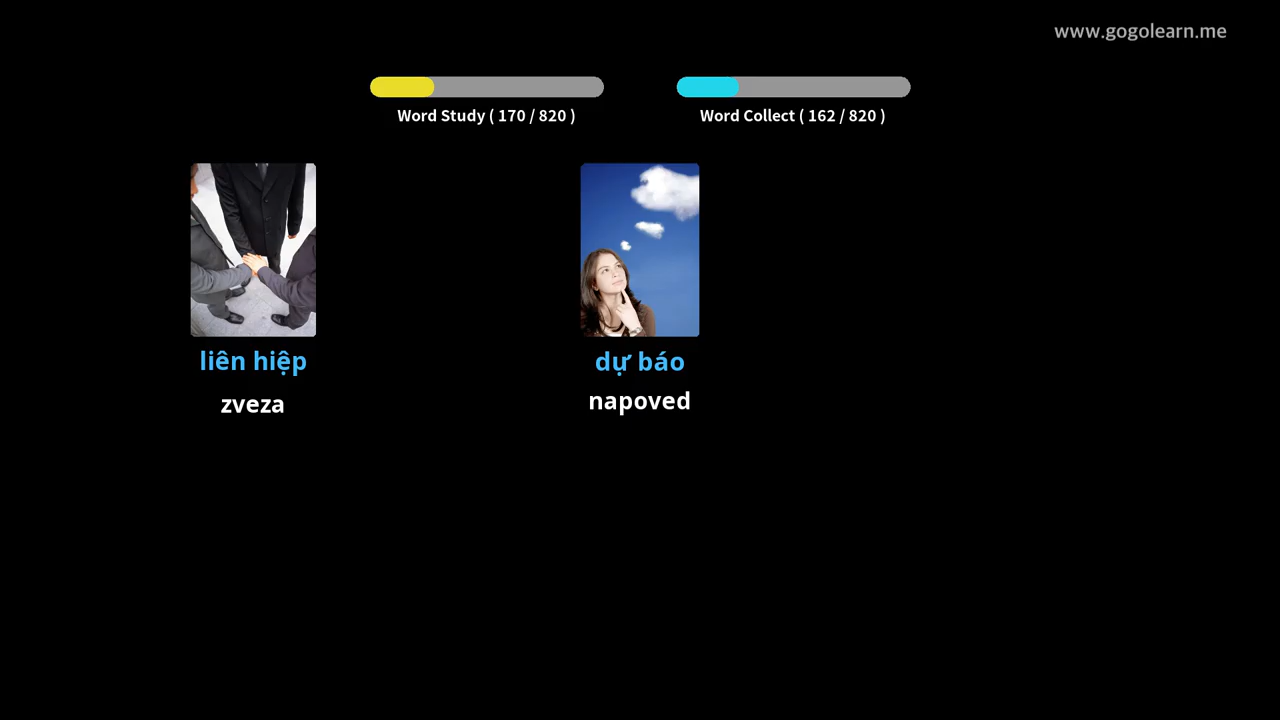 www.gogolearn.me
Word Study ( 170 / 820 )
Word Collect ( 162 / 820 )
liên hiệp
zveza
dự báo
napoved